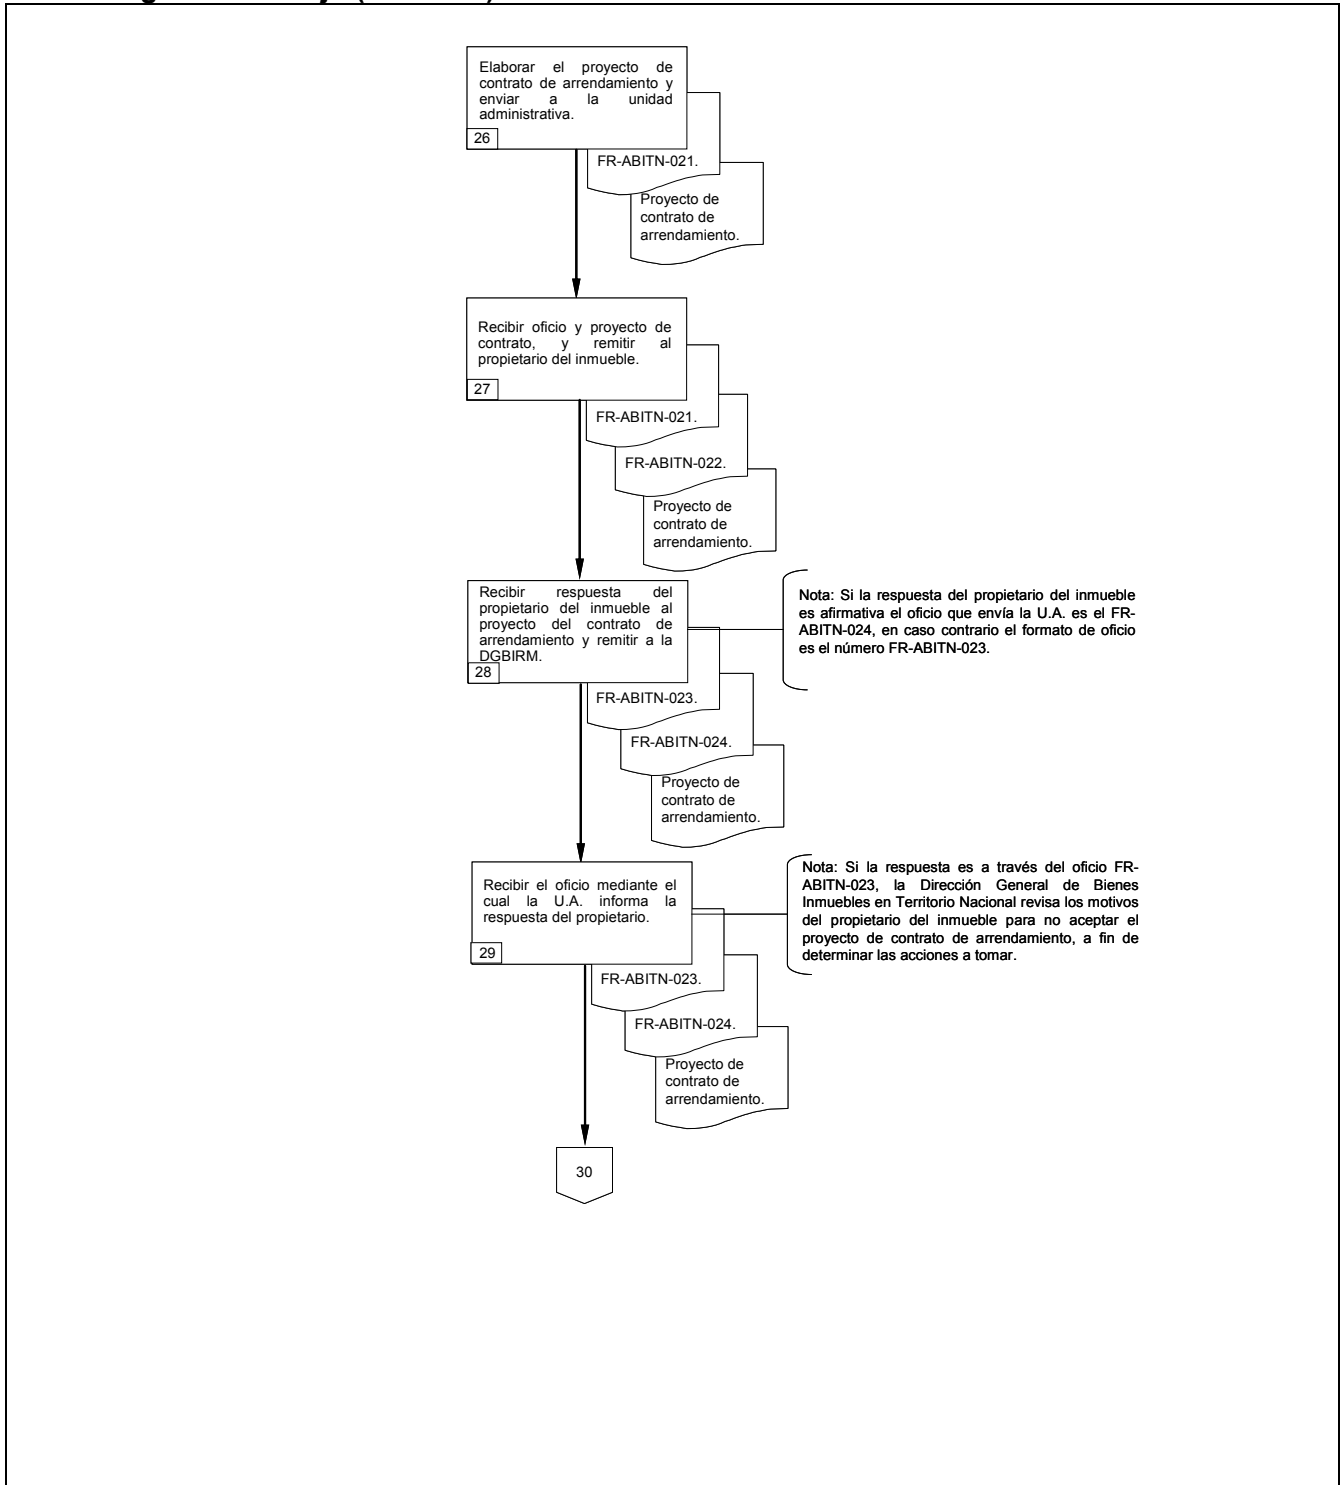 Elaborar el proyecto de
contrato de arrendamiento y
enviar a la unidad
administrativa.
26
FR-ABITN-021.
Proyecto de
contrato de
arrendamiento.
Recibir oficio y proyecto de
contrato, y remitir al
propietario del inmueble.
27
FR-ABITN-021.
FR-ABITN-022.
Proyecto de
contrato de
arrendamiento.
Recibir respuesta del
propietario del inmueble al
proyecto del contrato de
arrendamiento y remitir a la
DGBIRM.
28
Nota: Si la respuesta del propietario del inmueble
es afirmativa el oficio que envía la U.A. es el FR-
ABITN-024, en caso contrario el formato de oficio
es el número FR-ABITN-023.
FR-ABITN-023.
FR-ABITN-024.
Proyecto de
contrato de
arrendamiento.
Recibir el oficio mediante el
cual la U.A. informa la
respuesta del propietario.
29
Nota: Si la respuesta es a través del oficio FR-
ABITN-023, la Dirección General de Bienes
Inmuebles en Territorio Nacional revisa los motivos
del propietario del inmueble para no aceptar el
proyecto de contrato de arrendamiento, a fin de
determinar las acciones a tomar.
FR-ABITN-023.
FR-ABITN-024.
Proyecto de
contrato de
arrendamiento.
30